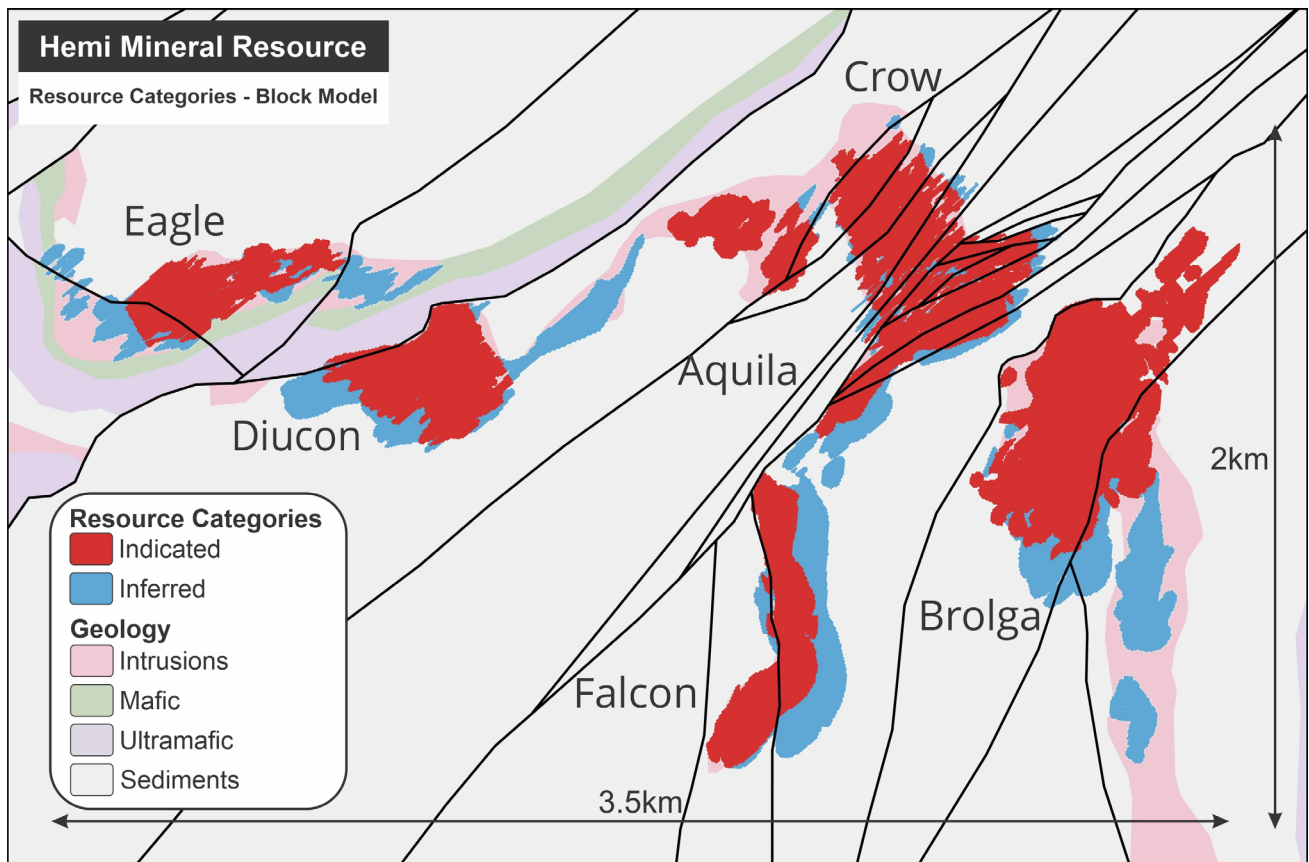 Hemi Mineral Resource
Resource Categories - Block Model
Crow
Eagle
Aquila
Diucon
2km
Resource Categories
Indicated
Inferred
Geology
Intrusions
Mafic
Ultramafic
Sediments
Brolga
Falcon
3.5km